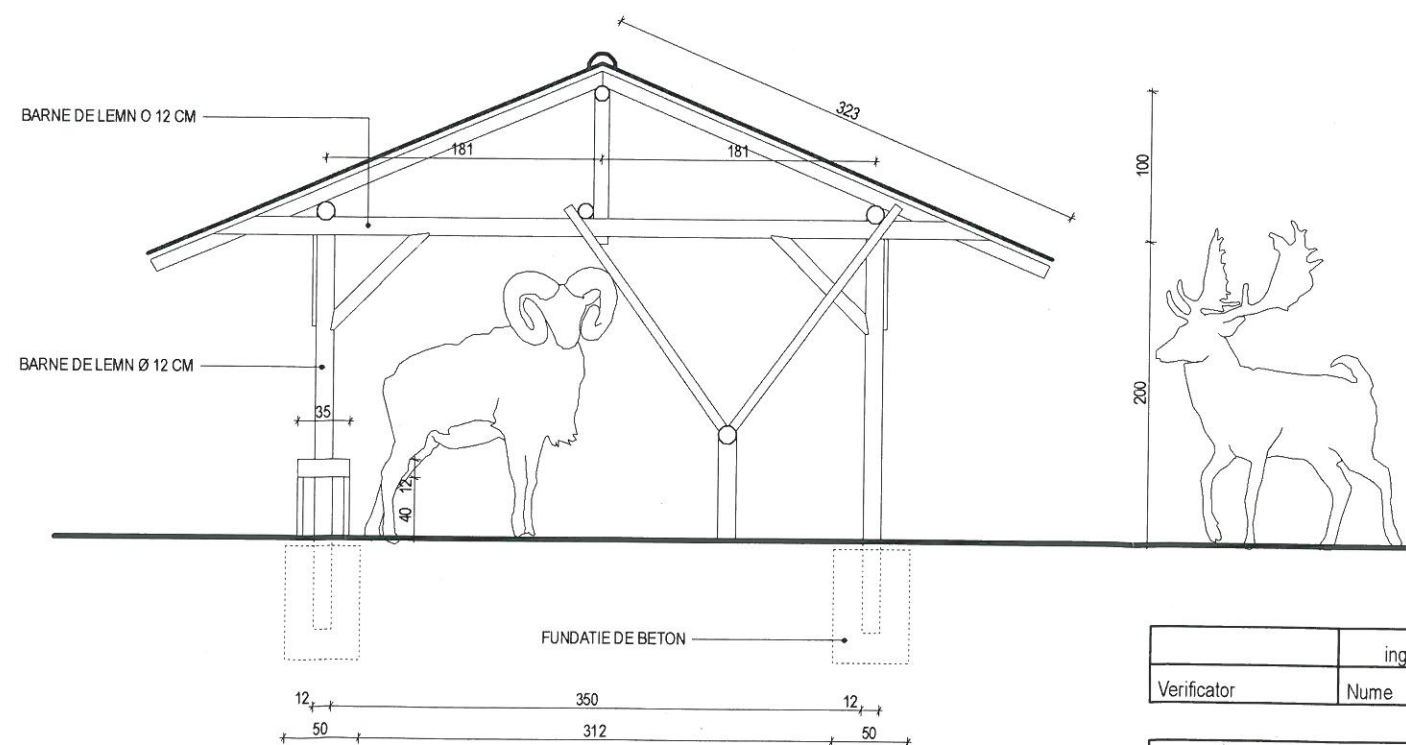 323
BARNE DE LEMN O 12 CM
181 181
100
BARNE DE LEMN Ø 12 CM
200
35
12
40
FUNDATIE DE BETON
ing
Verificator Nume
12 350 12
50 312 50